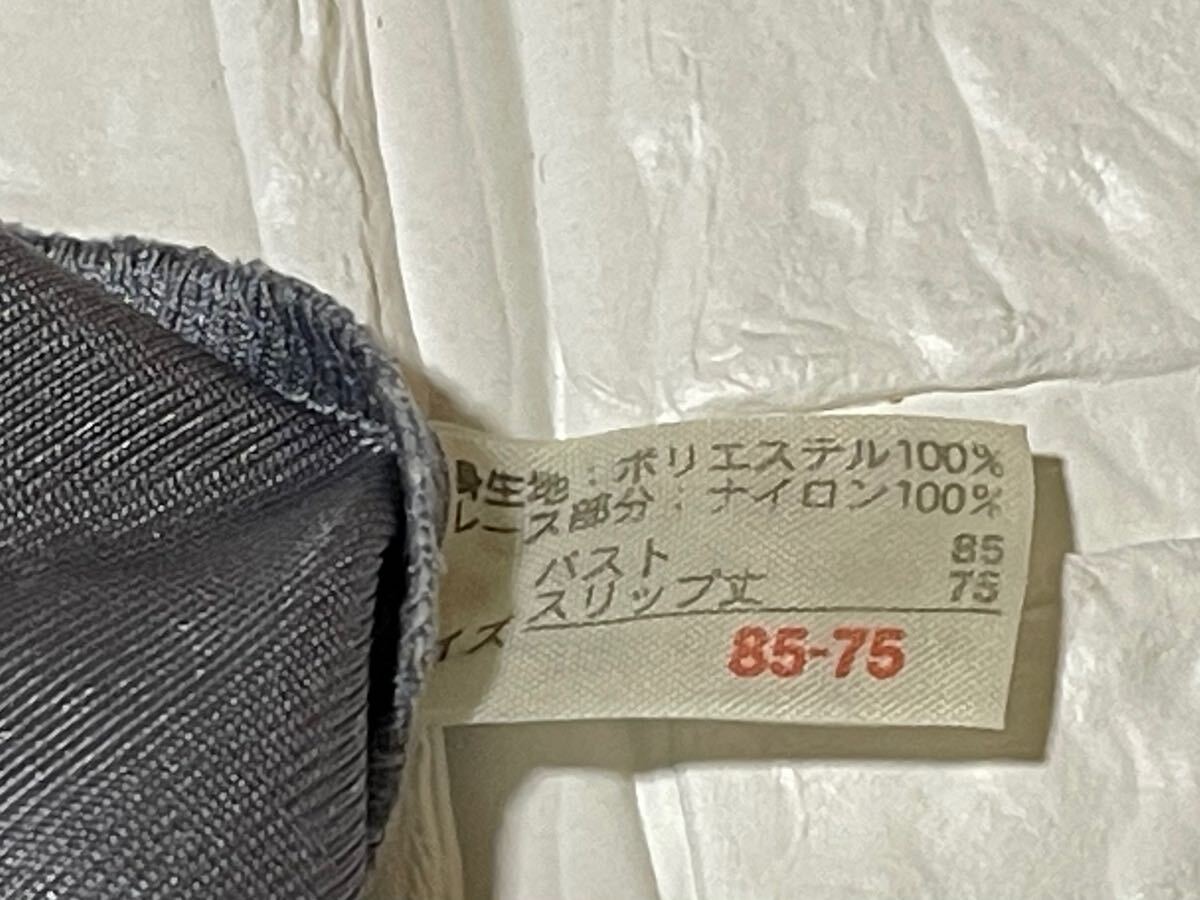 身生地:ポリエステル100%
レース部分:ナイロン100%
バスト 85
スリップ丈 75
イズ 85-75